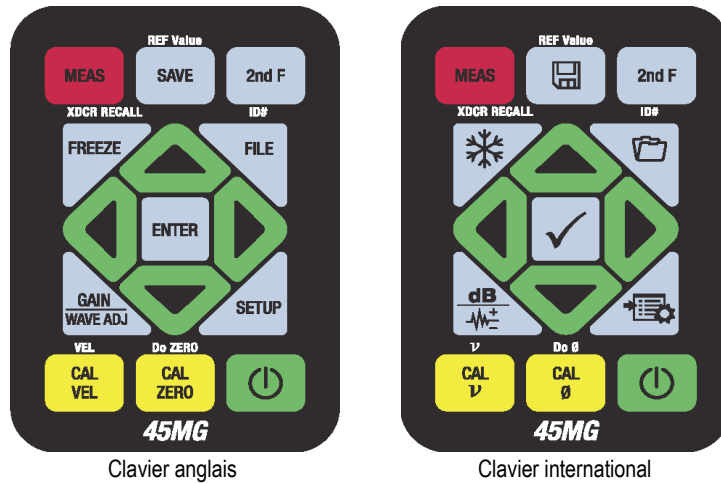 REF Value
MEAS SAVE 2nd F
XDCR RECALL ID#
FREEZE FILE
ENTER
GAIN
WAVE ADJ
SETUP
VEL Do ZERO
CAL
VEL
CAL
ZERO
45MG
Clavier anglais
REF Value
MEAS 2nd F
XDCR RECALL ID#
dB
ν Do Ø
CAL
ν
CAL
Ø
45MG
Clavier international